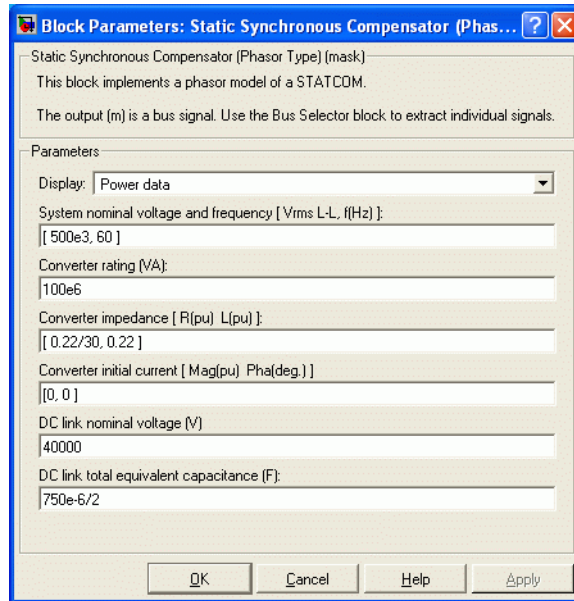 Block Parameters: Static Synchronous Compensator (Phas...
Static Synchronous Compensator (Phasor Type) (mask)
This block implements a phasor model of a STATCOM.
The output (m) is a bus signal. Use the Bus Selector block to extract individual signals.
Parameters
Display: Power data
System nominal voltage and frequency [ Vrms L-L, f(Hz) ]:
[ 500e3, 60 ]
Converter rating (VA):
100e6
Converter impedance [ R(pu) L(pu) ]:
[ 0.22/30, 0.22 ]
Converter initial current [ Mag(pu) Pha(deg.) ]
[0, 0 ]
DC link nominal voltage (V)
40000
DC link total equivalent capacitance (F):
750e-6/2
OK Cancel Help Apply